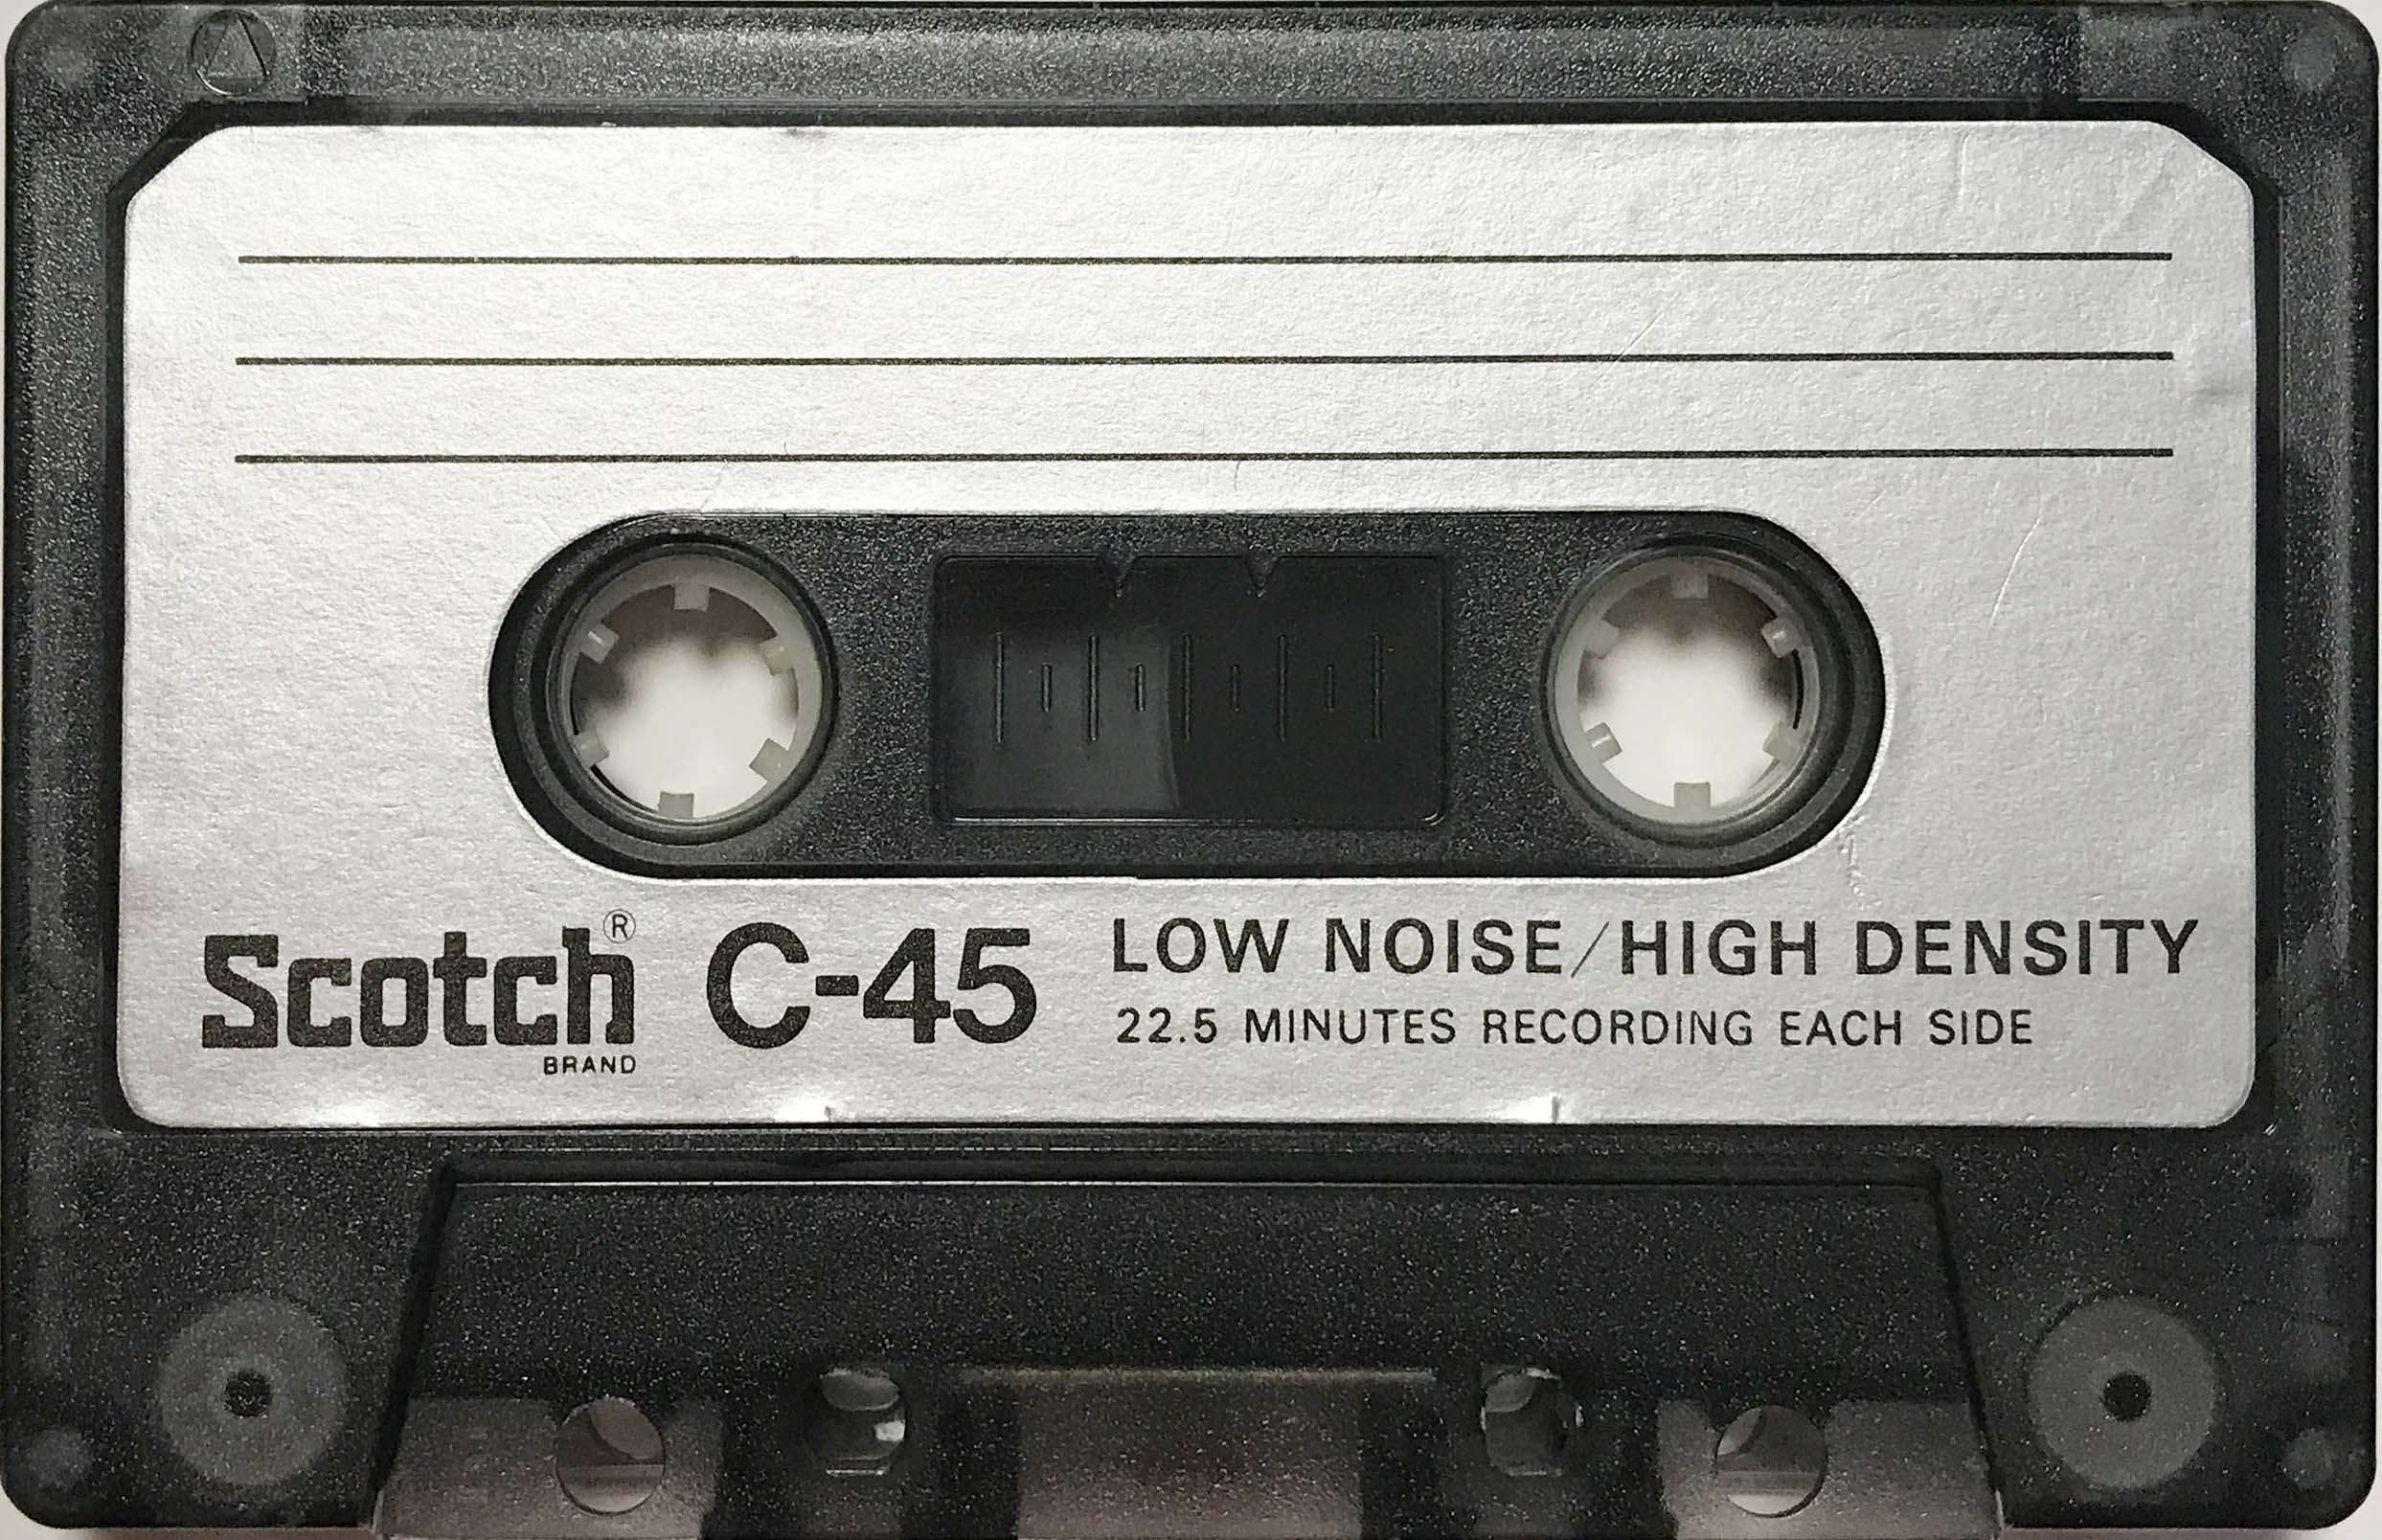 Scotch® C-45 LOW NOISE/HIGH DENSITY
BRAND 22.5 MINUTES RECORDING EACH SIDE